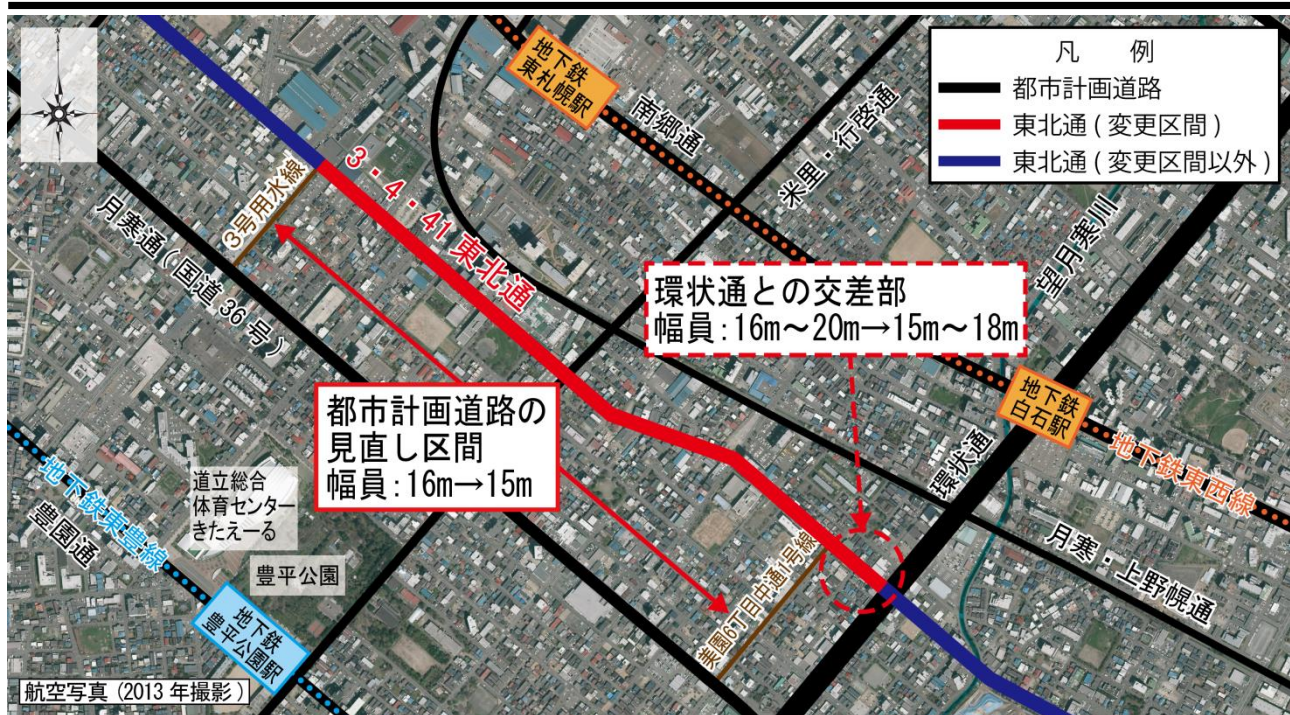 凡 例
都市計画道路
東北通(変更区間)
東北通(変更区間以外)
地下鉄
東札幌駅
南郷通
米里・行啓通
望月寒川
3号用水線
3・4・41 東北通
月寒通(国道36号)
環状通との交差部
幅員:16m～20m→15m～18m
地下鉄
白石駅
都市計画道路の
見直し区間
幅員:16m→15m
環状通
地下鉄東西線
地下鉄東豊線
豊園通
道立総合
体育センター
きたえーる
豊平公園
月寒・上野幌通
美園6丁目中通1号線
地下鉄
豊平公園駅
航空写真(2013年撮影)